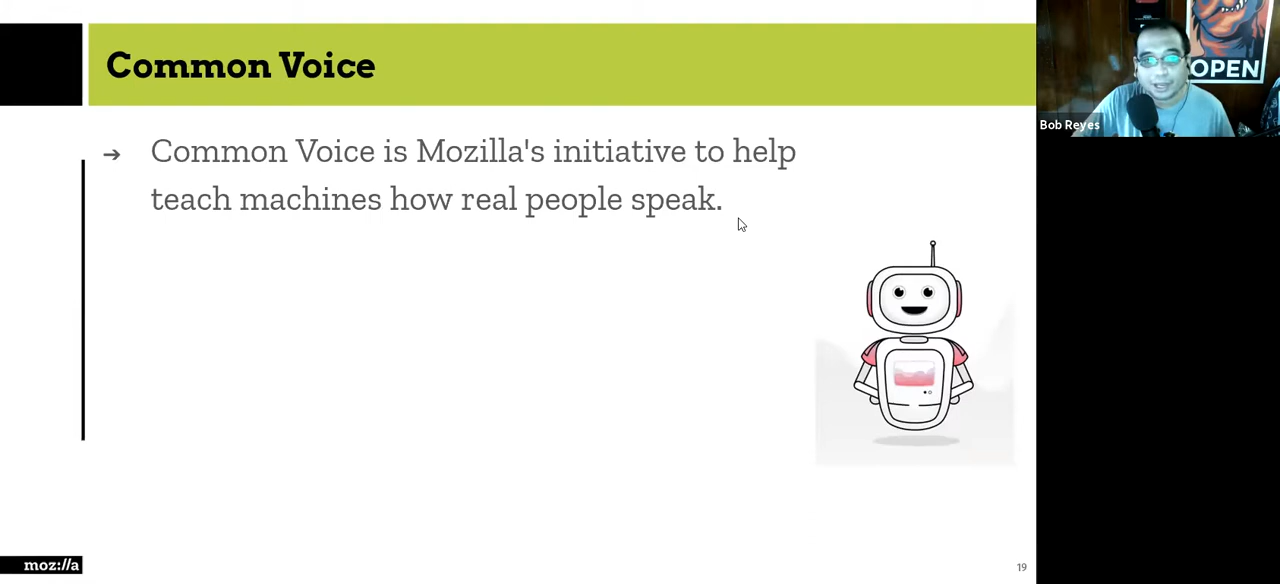 Common Voice
➔ Common Voice is Mozilla's initiative to help
teach machines how real people speak.
OPEN
Bob Reyes
moz://a
19